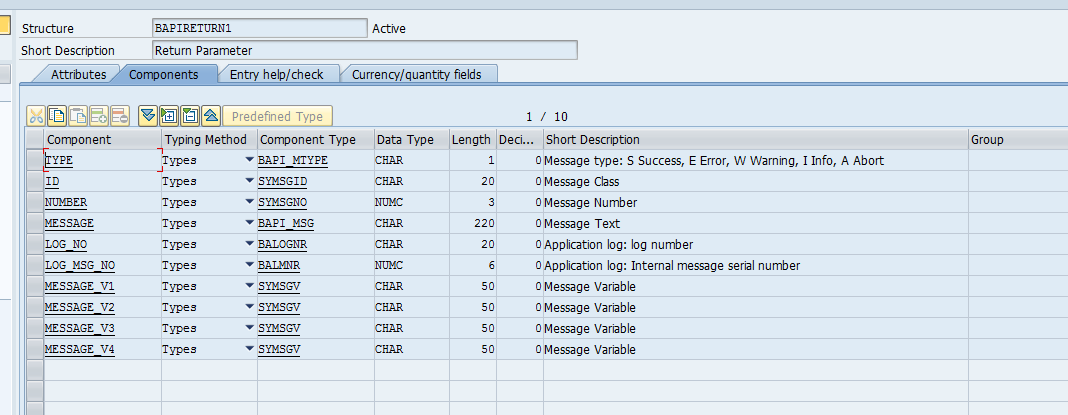 Structure BAPIRETURN1 Active
Short Description Return Parameter
Attributes Components Entry help/check Currency/quantity fields
Predefined Type 1 / 10
Component Typing Method Component Type Data Type Length Deci... Short Description Group
TYPE Types BAPI_MTYPE CHAR 1 0 Message type: S Success, E Error, W Warning, I Info, A Abort
ID Types SYMSGID CHAR 20 0 Message Class
NUMBER Types SYMSGNO NUMC 3 0 Message Number
MESSAGE Types BAPI_MSG CHAR 220 0 Message Text
LOG_NO Types BALOGNR CHAR 20 0 Application log: log number
LOG_MSG_NO Types BALMNR NUMC 6 0 Application log: Internal message serial number
MESSAGE_V1 Types SYMSGV CHAR 50 0 Message Variable
MESSAGE_V2 Types SYMSGV CHAR 50 0 Message Variable
MESSAGE_V3 Types SYMSGV CHAR 50 0 Message Variable
MESSAGE_V4 Types SYMSGV CHAR 50 0 Message Variable